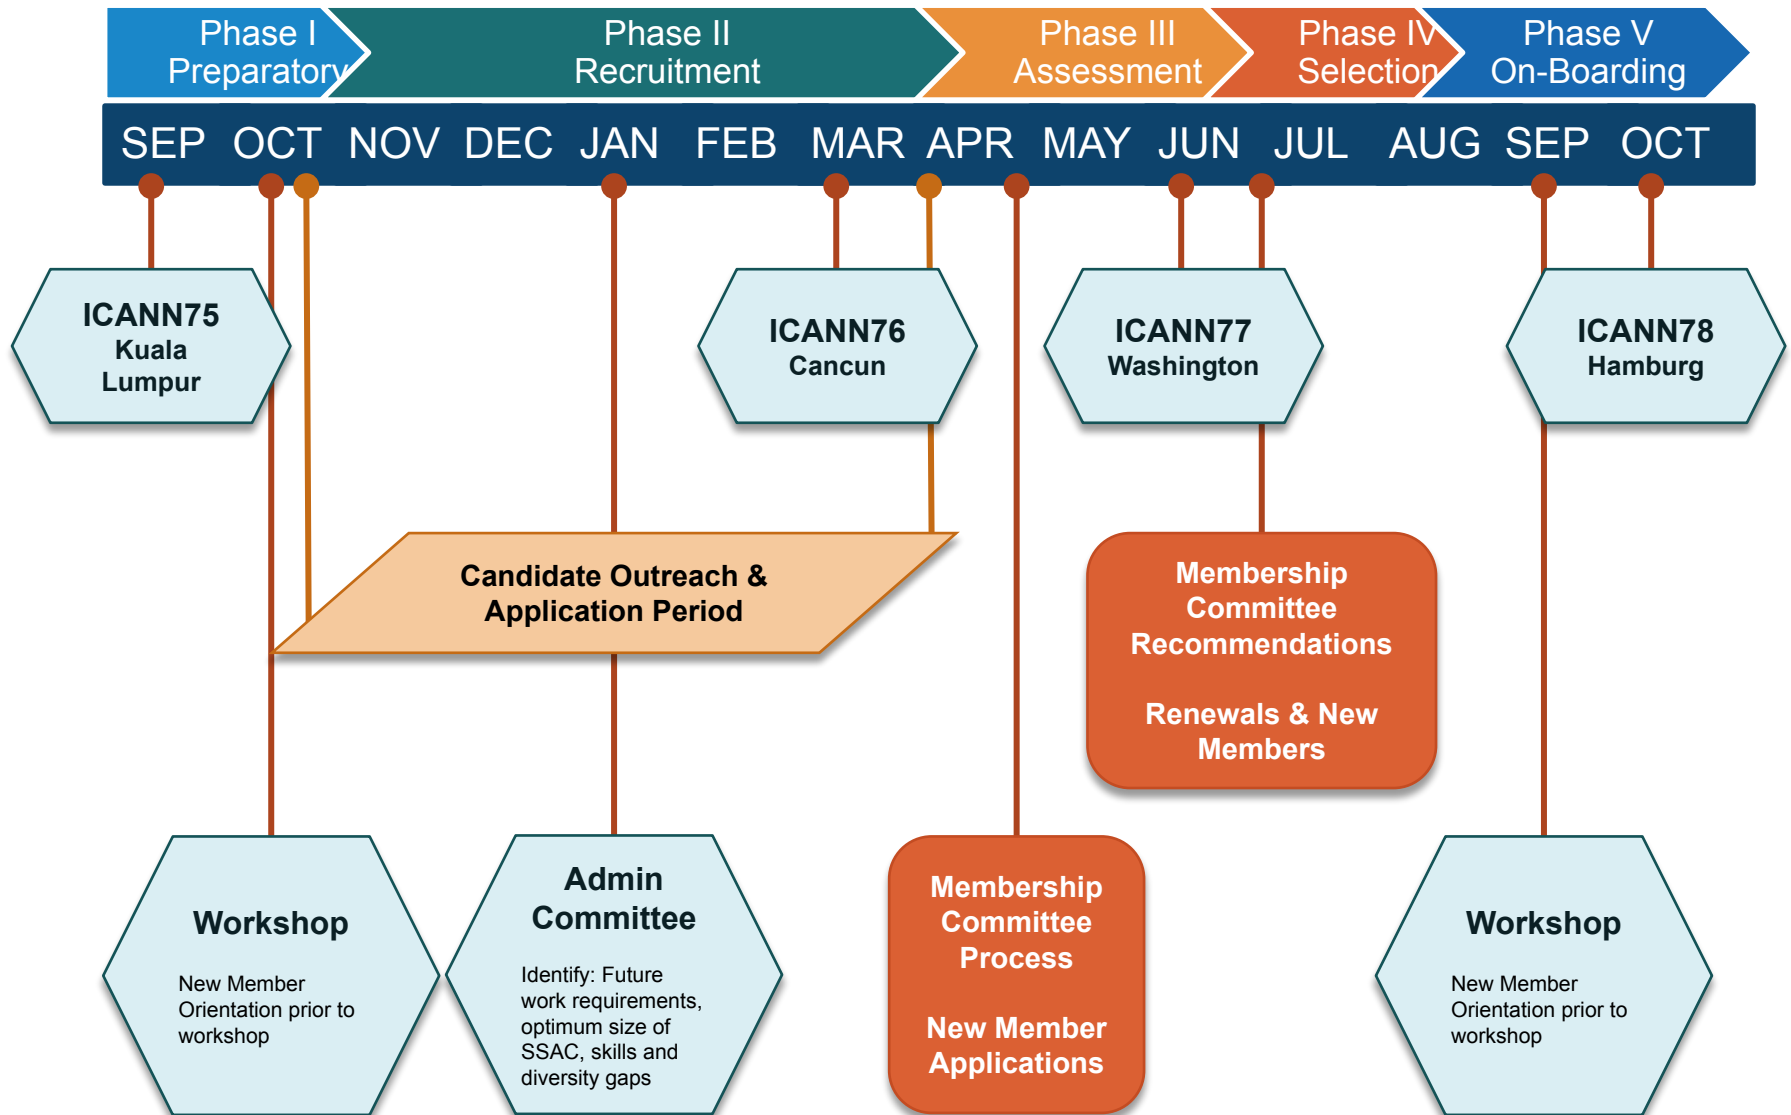 Phase I
Preparatory
Phase II
Recruitment
Phase III
Assessment
Phase IV
Selection
Phase V
On-Boarding
SEP OCT NOV DEC JAN FEB MAR APR MAY JUN JUL AUG SEP OCT
ICANN75
Kuala
Lumpur
ICANN76
Cancun
ICANN77
Washington
ICANN78
Hamburg
Candidate Outreach &
Application Period
Membership
Committee
Recommendations
Renewals & New
Members
Workshop
New Member
Orientation prior to
workshop
Admin
Committee
Identify: Future
work requirements,
optimum size of
SSAC, skills and
diversity gaps
Membership
Committee
Process
New Member
Applications
Workshop
New Member
Orientation prior to
workshop